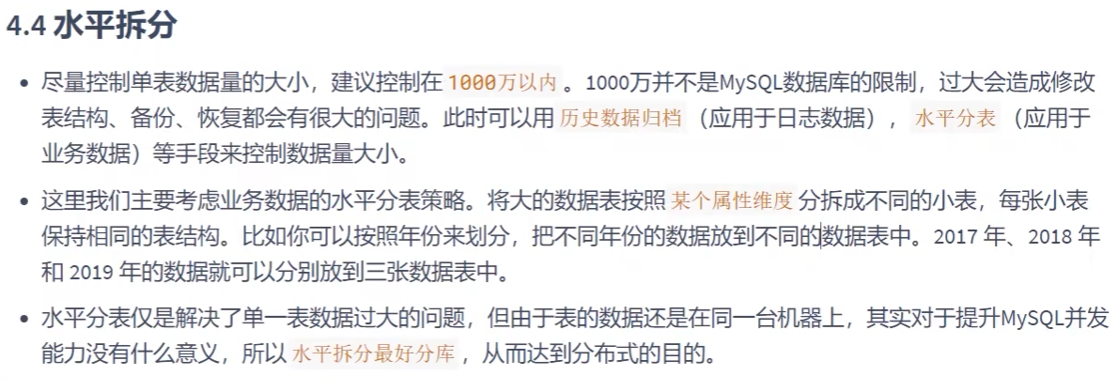 4.4 水平拆分
• 尽量控制单表数据量的大小，建议控制在 1000万以内 。1000万并不是MySQL数据库的限制，过大会造成修改
表结构、备份、恢复都会有很大的问题。此时可以用 历史数据归档 （应用于日志数据）， 水平分表 （应用于
业务数据）等手段来控制数据量大小。
• 这里我们主要考虑业务数据的水平分表策略。将大的数据表按照 某个属性维度 分拆成不同的小表，每张小表
保持相同的表结构。比如你可以按照年份来划分，把不同年份的数据放到不同的数据表中。2017 年、2018 年
和 2019 年的数据就可以分别放到三张数据表中。
• 水平分表仅是解决了单一表数据过大的问题，但由于表的数据还是在同一台机器上，其实对于提升MySQL并发
能力没有什么意义，所以 水平拆分最好分库 ，从而达到分布式的目的。